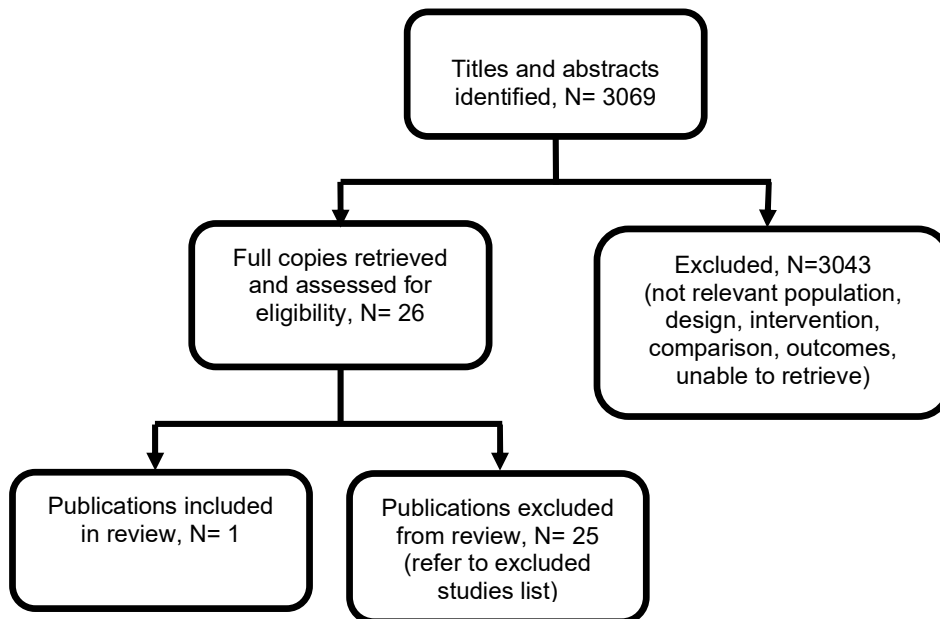 Titles and abstracts
identified, N= 3069
Full copies retrieved
and assessed for
eligibility, N= 26
Excluded, N=3043
(not relevant population,
design, intervention,
comparison, outcomes,
unable to retrieve)
Publications included
in review, N= 1
Publications excluded
from review, N= 25
(refer to excluded
studies list)